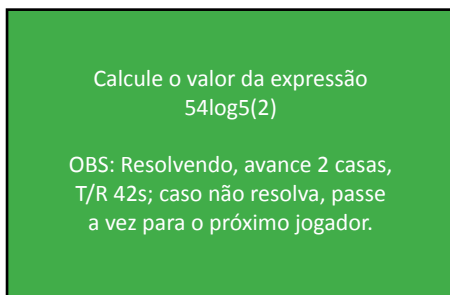 Calcule o valor da expressão
54log5(2)
OBS: Resolvendo, avance 2 casas,
T/R 42s; caso não resolva, passe
a vez para o próximo jogador.